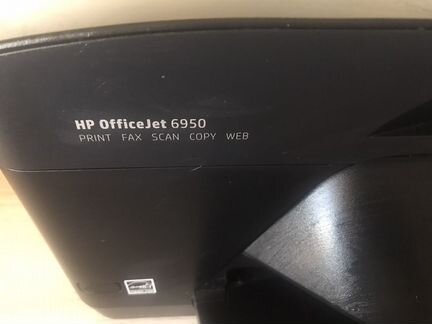 HP OfficeJet 6950
PRINT FAX SCAN COPY WEB